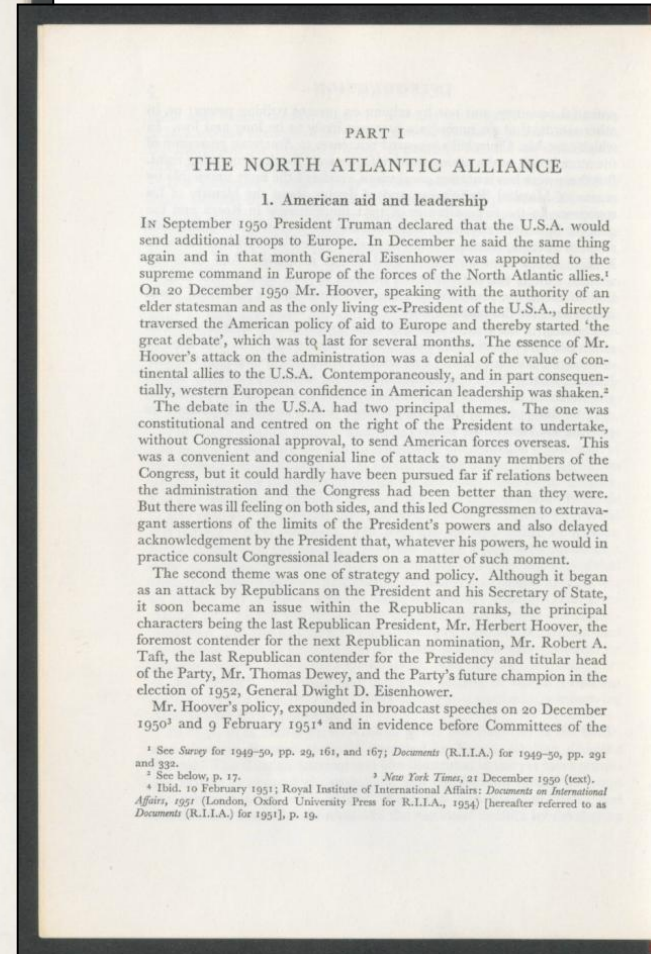 PART I
THE NORTH ATLANTIC ALLIANCE
1. American aid and leadership
IN September 1950 President Truman declared that the U.S.A. would
send additional troops to Europe. In December he said the same thing
again and in that month General Eisenhower was appointed to the
supreme command in Europe of the forces of the North Atlantic allies.¹
On 20 December 1950 Mr. Hoover, speaking with the authority of an
elder statesman and as the only living ex-President of the U.S.A., directly
traversed the American policy of aid to Europe and thereby started ‘the
great debate’, which was to last for several months. The essence of Mr.
Hoover's attack on the administration was a denial of the value of con-
tinental allies to the U.S.A. Contemporaneously, and in part consequen-
tially, western European confidence in American leadership was shaken.²
The debate in the U.S.A. had two principal themes. The one was
constitutional and centred on the right of the President to undertake,
without Congressional approval, to send American forces overseas. This
was a convenient and congenial line of attack to many members of the
Congress, but it could hardly have been pursued far if relations between
the administration and the Congress had been better than they were.
But there was ill feeling on both sides, and this led Congressmen to extrava-
gant assertions of the limits of the President's powers and also delayed
acknowledgement by the President that, whatever his powers, he would in
practice consult Congressional leaders on a matter of such moment.
The second theme was one of strategy and policy. Although it began
as an attack by Republicans on the President and his Secretary of State,
it soon became an issue within the Republican ranks, the principal
characters being the last Republican President, Mr. Herbert Hoover, the
foremost contender for the next Republican nomination, Mr. Robert A.
Taft, the last Republican contender for the Presidency and titular head
of the Party, Mr. Thomas Dewey, and the Party's future champion in the
election of 1952, General Dwight D. Eisenhower.
Mr. Hoover's policy, expounded in broadcast speeches on 20 December
1950³ and 9 February 1951⁴ and in evidence before Committees of the
¹ See Survey for 1949-50, pp. 29, 161, and 167; Documents (R.I.I.A.) for 1949-50, pp. 291
and 332.
² See below, p. 17. ³ New York Times, 21 December 1950 (text).
⁴ Ibid. 10 February 1951; Royal Institute of International Affairs: Documents on International
Affairs, 1951 (London, Oxford University Press for R.I.I.A., 1954) [hereafter referred to as
Documents (R.I.I.A.) for 1951], p. 19.